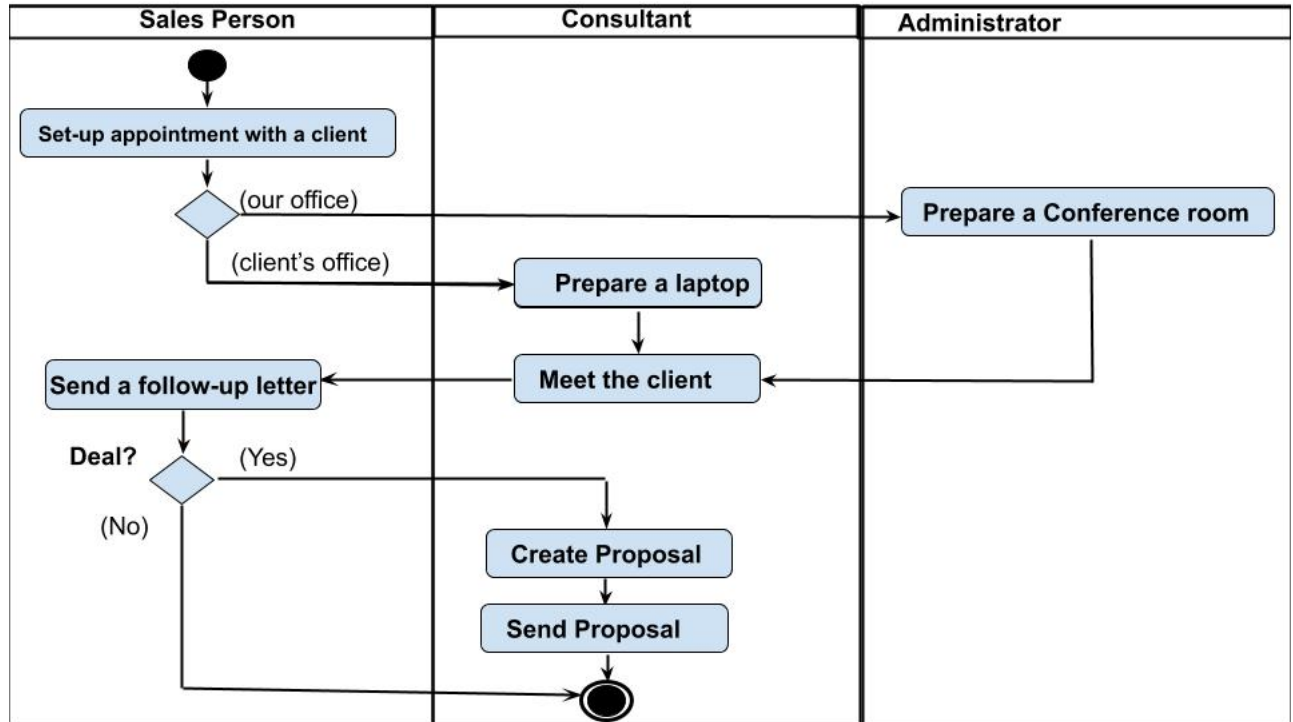 Sales Person
Consultant
Administrator
Set-up appointment with a client
(our office)
Prepare a Conference room
(client's office)
Prepare a laptop
Send a follow-up letter
Meet the client
Deal?
(Yes)
(No)
Create Proposal
Send Proposal